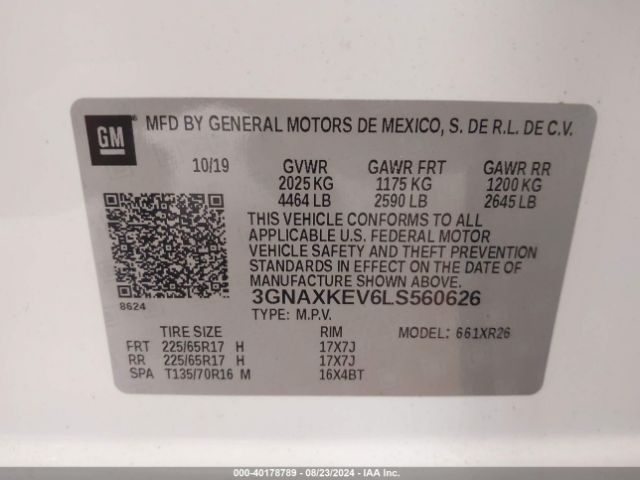 GM
MFD BY GENERAL MOTORS DE MEXICO, S. DE R.L. DE C.V.
10/19 GVWR GAWR FRT GAWR RR
2025 KG 1175 KG 1200 KG
4464 LB 2590 LB 2645 LB
THIS VEHICLE CONFORMS TO ALL
APPLICABLE U.S. FEDERAL MOTOR
VEHICLE SAFETY AND THEFT PREVENTION
STANDARDS IN EFFECT ON THE DATE OF
MANUFACTURE SHOWN ABOVE.
3GNAXKEV6LS560626
8624
TYPE: M.P.V.
TIRE SIZE RIM MODEL: 661XR26
FRT 225/65R17 H 17X7J
RR 225/65R17 H 17X7J
SPA T135/70R16 M 16X4BT
000-40178789 - 08/23/2024 - IAA Inc.